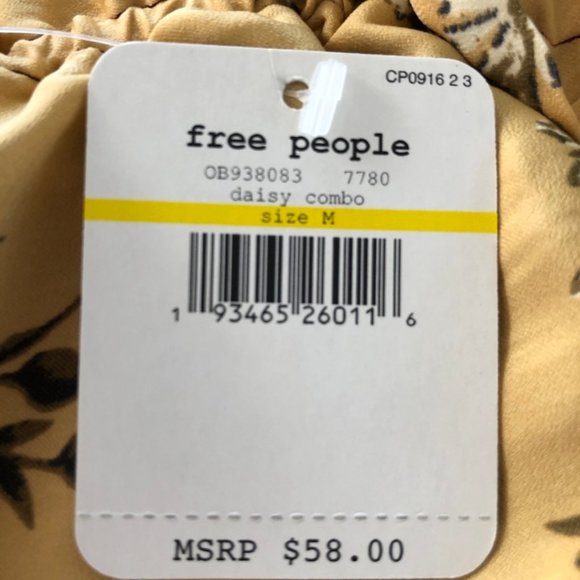 CP0916 2 3
free people
OB938083 7780
daisy combo
size M
1 93465 26011 6
MSRP $58.00